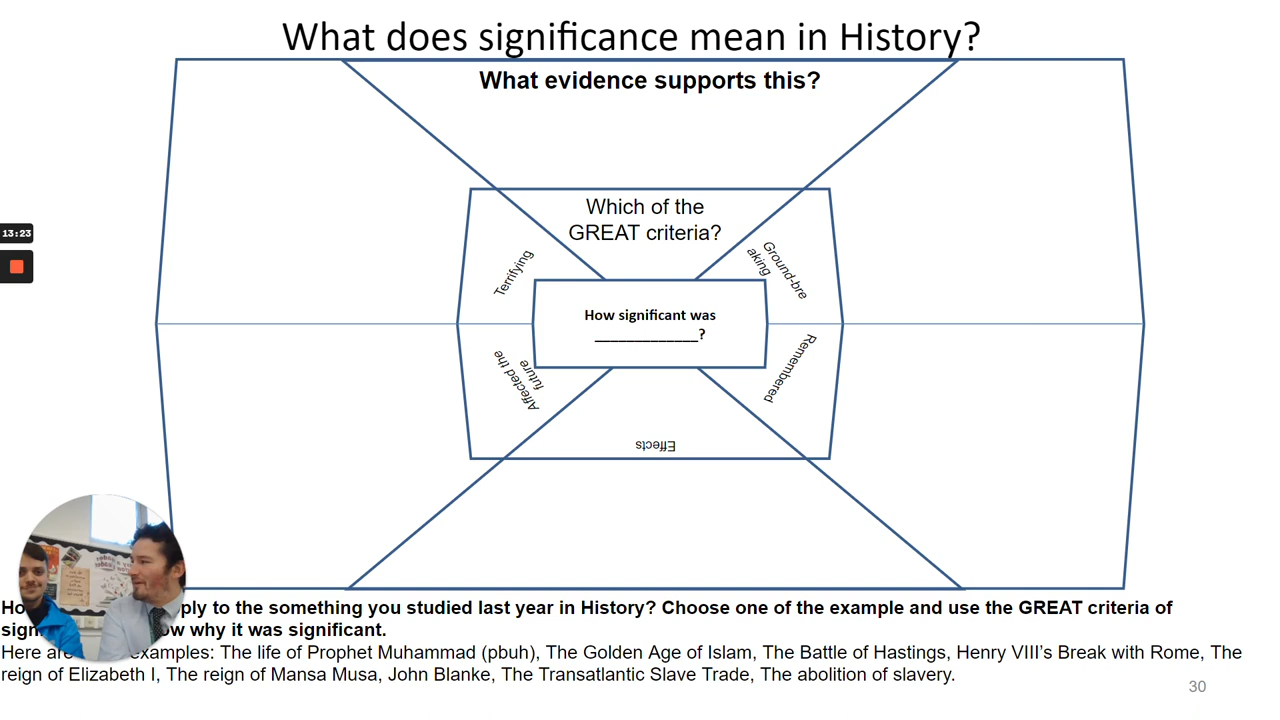 What does significance mean in History?
What evidence supports this?
Which of the
GREAT criteria?
Terrifying
Ground-bre
aking
13:23
How significant was
_____________?
Affected the
future
Remembered
Effects
ply to the something you studied last year in History? Choose one of the example and use the GREAT criteria of
ow why it was significant.
Here are examples: The life of Prophet Muhammad (pbuh), The Golden Age of Islam, The Battle of Hastings, Henry VIII's Break with Rome, The
reign of Elizabeth I, The reign of Mansa Musa, John Blanke, The Transatlantic Slave Trade, The abolition of slavery.
30